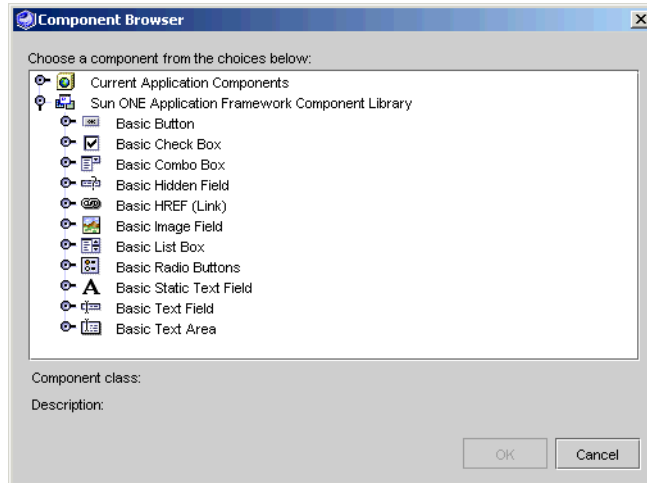 Component Browser
Choose a component from the choices below:
Current Application Components
Sun ONE Application Framework Component Library
Basic Button
Basic Check Box
Basic Combo Box
Basic Hidden Field
Basic HREF (Link)
Basic Image Field
Basic List Box
Basic Radio Buttons
A Basic Static Text Field
Basic Text Field
Basic Text Area
Component class:
Description:
OK
Cancel